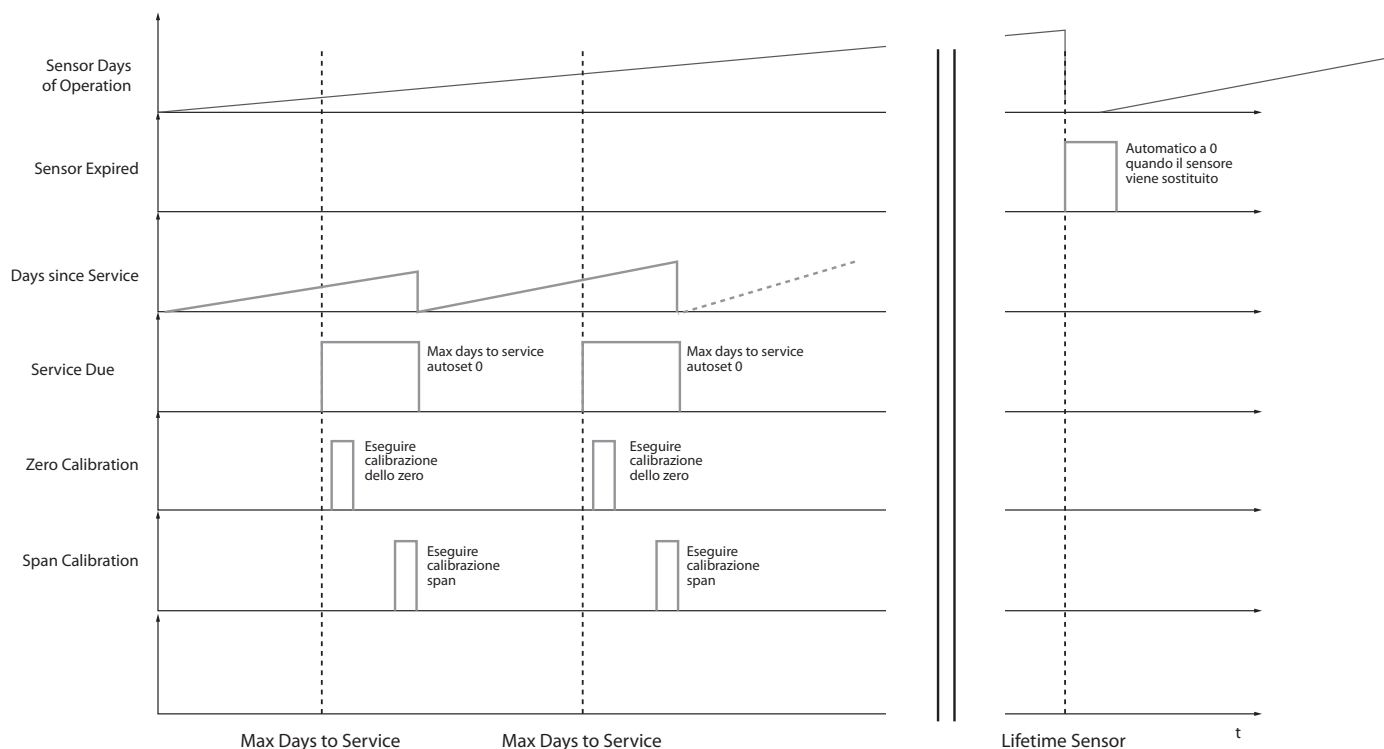 Sensor Days
of Operation
Sensor Expired
Automatico a 0
quando il sensore
viene sostituito
Days since Service
Service Due
Max days to service
autoset 0
Max days to service
autoset 0
Zero Calibration
Eseguire
calibrazione
dello zero
Eseguire
calibrazione
dello zero
Span Calibration
Eseguire
calibrazione
span
Eseguire
calibrazione
span
Max Days to Service
Max Days to Service
Lifetime Sensor
t